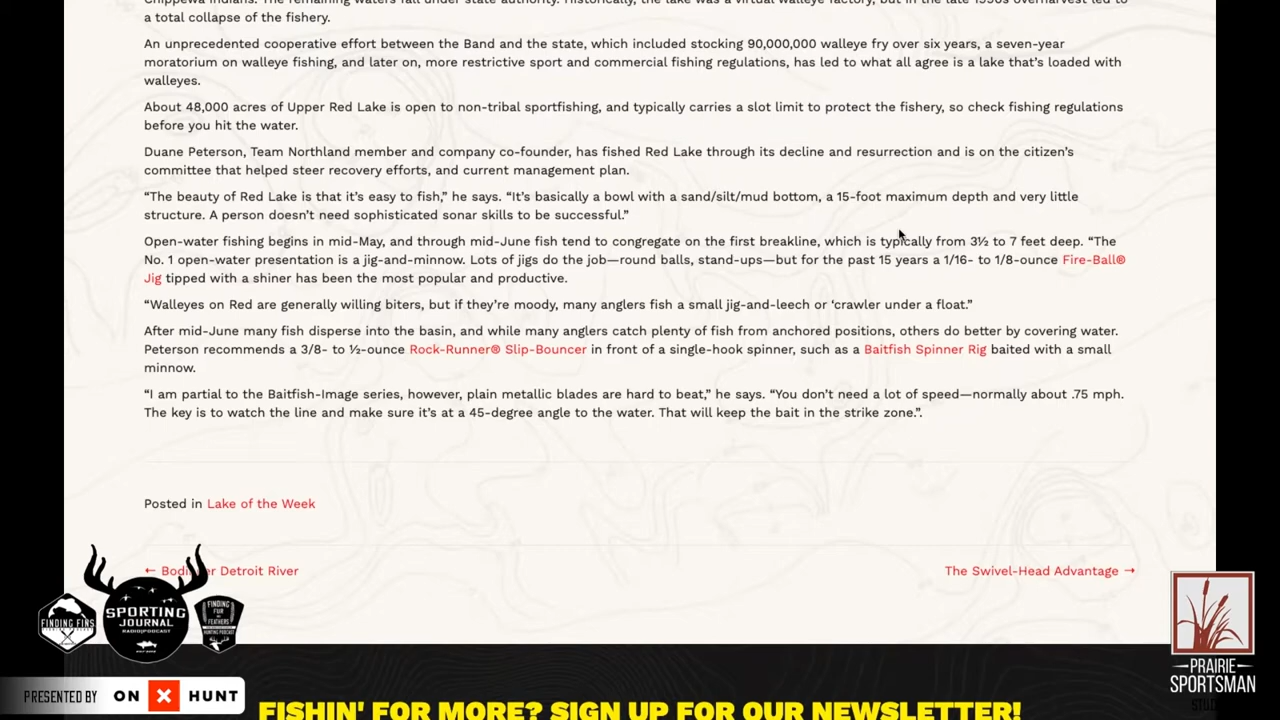 Chippewa Indians. The remaining waters fall under state authority. Historically, the lake was a virtual walleye factory, but in the late 1990s overharvest led to
a total collapse of the fishery.
An unprecedented cooperative effort between the Band and the state, which included stocking 90,000,000 walleye fry over six years, a seven-year
moratorium on walleye fishing, and later on, more restrictive sport and commercial fishing regulations, has led to what all agree is a lake that’s loaded with
walleyes.
About 48,000 acres of Upper Red Lake is open to non-tribal sportfishing, and typically carries a slot limit to protect the fishery, so check fishing regulations
before you hit the water.
Duane Peterson, Team Northland member and company co-founder, has fished Red Lake through its decline and resurrection and is on the citizen’s
committee that helped steer recovery efforts, and current management plan.
“The beauty of Red Lake is that it’s easy to fish,” he says. “It’s basically a bowl with a sand/silt/mud bottom, a 15-foot maximum depth and very little
structure. A person doesn’t need sophisticated sonar skills to be successful.”
Open-water fishing begins in mid-May, and through mid-June fish tend to congregate on the first breakline, which is typically from 3½ to 7 feet deep. “The
No. 1 open-water presentation is a jig-and-minnow. Lots of jigs do the job—round balls, stand-ups—but for the past 15 years a 1/16- to 1/8-ounce Fire-Ball®
Jig tipped with a shiner has been the most popular and productive.
“Walleyes on Red are generally willing biters, but if they’re moody, many anglers fish a small jig-and-leech or ‘crawler under a float.”
After mid-June many fish disperse into the basin, and while many anglers catch plenty of fish from anchored positions, others do better by covering water.
Peterson recommends a 3/8- to ½-ounce Rock-Runner® Slip-Bouncer in front of a single-hook spinner, such as a Baitfish Spinner Rig baited with a small
minnow.
“I am partial to the Baitfish-Image series, however, plain metallic blades are hard to beat,” he says. “You don’t need a lot of speed—normally about .75 mph.
The key is to watch the line and make sure it’s at a 45-degree angle to the water. That will keep the bait in the strike zone.”.
Posted in Lake of the Week
← Detroit River
The Swivel-Head Advantage →
FINDING FINS
SPORTING
JOURNAL
RADIO|PODCAST
FINDING FUR
FEATHERS
HUNTING PODCAST
PRAIRIE
SPORTSMAN
PRESENTED BY ON X HUNT
FISHIN' FOR MORE? SIGN UP FOR OUR NEWSLETTER!